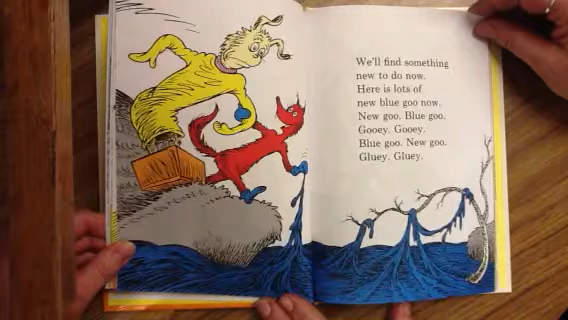 We'll find something
new to do now.
Here is lots of
new blue goo now.
New goo. Blue goo.
Gooey. Gooey.
Blue goo. New goo.
Gluey. Gluey.